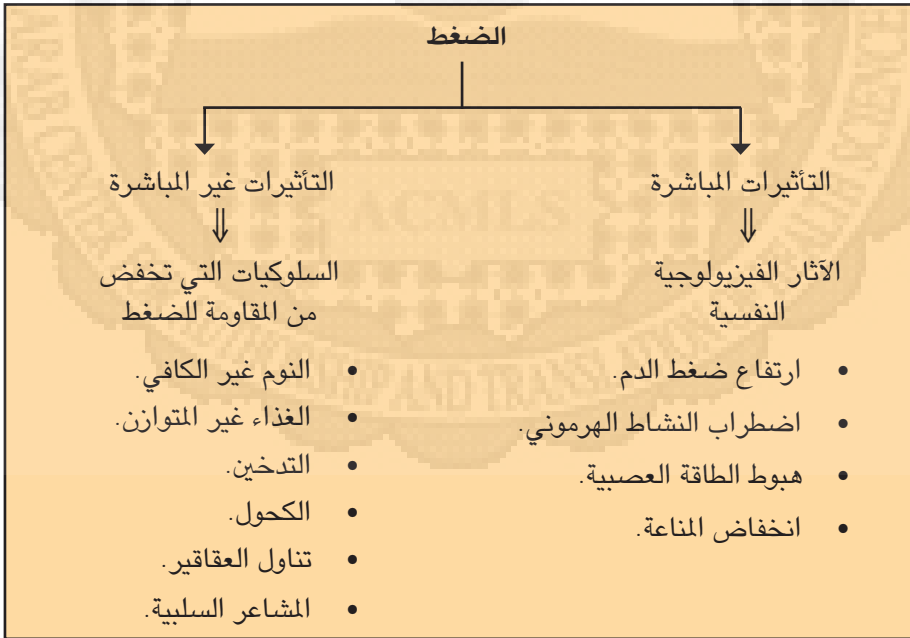 الضغط
التأثيرات المباشرة
⇓
الآثار الفيزيولوجية
النفسية
• ارتفاع ضغط الدم.
• اضطراب النشاط الهرموني.
• هبوط الطاقة العصبية.
• انخفاض المناعة.
التأثيرات غير المباشرة
⇓
السلوكيات التي تخفض
من المقاومة للضغط
• النوم غير الكافي.
• الغذاء غير المتوازن.
• التدخين.
• الكحول.
• تناول العقاقير.
• المشاعر السلبية.